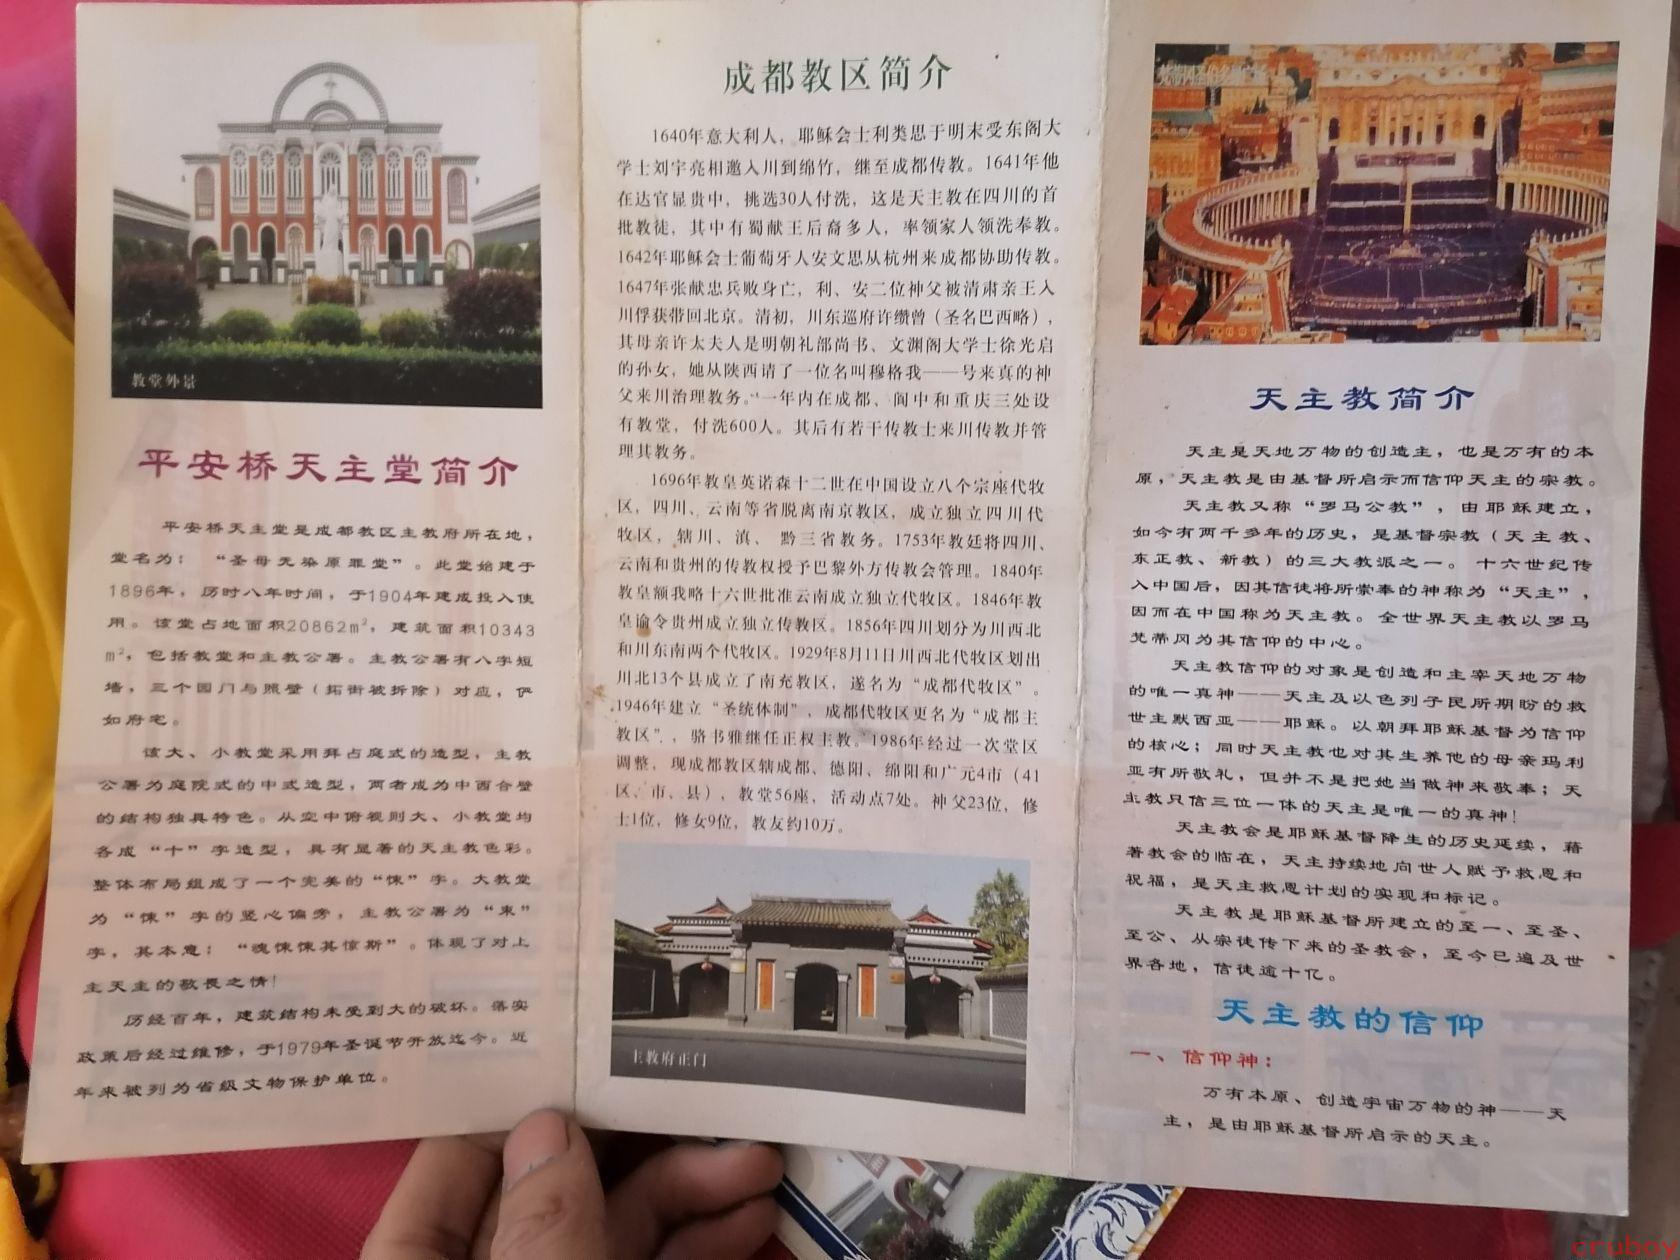 教堂外景
平安桥天主堂简介
平安桥天主堂是成都教区主教府所在地，
堂名为：“圣母无染原罪堂”。此堂始建于
1896年，历时八年时间，于1904年建成投入使
用。该堂占地面积20862m²，建筑面积10343
m²，包括教堂和主教公署。主教公署有八字短
墙，三个园门与照壁（拓街被拆除）对应，俨
如府宅。
该大、小教堂采用拜占庭式的造型，主教
公署为庭院式的中式造型，两者成为中西合璧
的结构独具特色。从空中俯视则大、小教堂均
各成“十”字造型，具有显著的天主教色彩。
整体布局组成了一个完美的“悚”字。大教堂
为“悚”字的竖心偏旁，主教公署为“束”
字，其本意：“魂悚悚其惊斯”。体现了对上
主天主的敬畏之情！
历经百年，建筑结构未受到大的破坏。落实
政策后经过维修，于1979年圣诞节开放迄今。近
年来被列为省级文物保护单位。
成都教区简介
1640年意大利人，耶稣会士利类思于明末受东阁大
学士刘宇亮相邀入川到绵竹，继至成都传教。1641年他
在达官显贵中，挑选30人付洗，这是天主教在四川的首
批教徒，其中有蜀献王后裔多人，率领家人领洗奉教。
1642年耶稣会士葡萄牙人安文思从杭州来成都协助传教。
1647年张献忠兵败身亡，利、安二位神父被清肃亲王入
川俘获带回北京。清初，川东巡府许缵曾（圣名巴西略），
其母亲许太夫人是明朝礼部尚书、文渊阁大学士徐光启
的孙女，她从陕西请了一位名叫穆格我——号来真的神
父来川治理教务。“一年内在成都、阆中和重庆三处设
有教堂，付洗600人。其后有若干传教士来川传教并管
理其教务。
1696年教皇英诺森十二世在中国设立八个宗座代牧
区，四川、云南等省脱离南京教区，成立独立四川代
牧区，辖川、滇、黔三省教务。1753年教廷将四川、
云南和贵州的传教权授予巴黎外方传教会管理。1840年
教皇额我略十六世批准云南成立独立代牧区。1846年教
皇谕令贵州成立独立传教区。1856年四川划分为川西北
和川东南两个代牧区。1929年8月11日川西北代牧区划出
川北13个县成立了南充教区，遂名为“成都代牧区”。
1946年建立“圣统体制”，成都代牧区更名为“成都主
教区”，骆书雅继任正权主教。1986年经过一次堂区
调整，现成都教区辖成都、德阳、绵阳和广元4市（41
区、市、县），教堂56座，活动点7处。神父23位，修
士1位，修女9位，教友约10万。
主教府正门
天主教简介
天主是天地万物的创造主，也是万有的本
原，天主教是由基督所启示而信仰天主的宗教。
天主教又称“罗马公教”，由耶稣建立，
如今有两千多年的历史，是基督宗教（天主教、
东正教、新教）的三大教派之一。十六世纪传
入中国后，因其信徒将所崇奉的神称为“天主”，
因而在中国称为天主教。全世界天主教以罗马
梵蒂冈为其信仰的中心。
天主教信仰的对象是创造和主宰天地万物
的唯一真神——天主及以色列子民所期盼的救
世主默西亚——耶稣。以朝拜耶稣基督为信仰
的核心；同时天主教也对其生养他的母亲玛利
亚有所敬礼，但并不是把她当做神来敬奉；天
主教只信三位一体的天主是唯一的真神！
天主教会是耶稣基督降生的历史延续，藉
著教会的临在，天主持续地向世人赋予救恩和
祝福，是天主救恩计划的实现和标记。
天主教是耶稣基督所建立的至一、至圣、
至公、从宗徒传下来的圣教会，至今已遍及世
界各地，信徒逾十亿。
天主教的信仰
一、信仰神：
万有本原、创造宇宙万物的神——天
主，是由耶稣基督所启示的天主。
cruboy